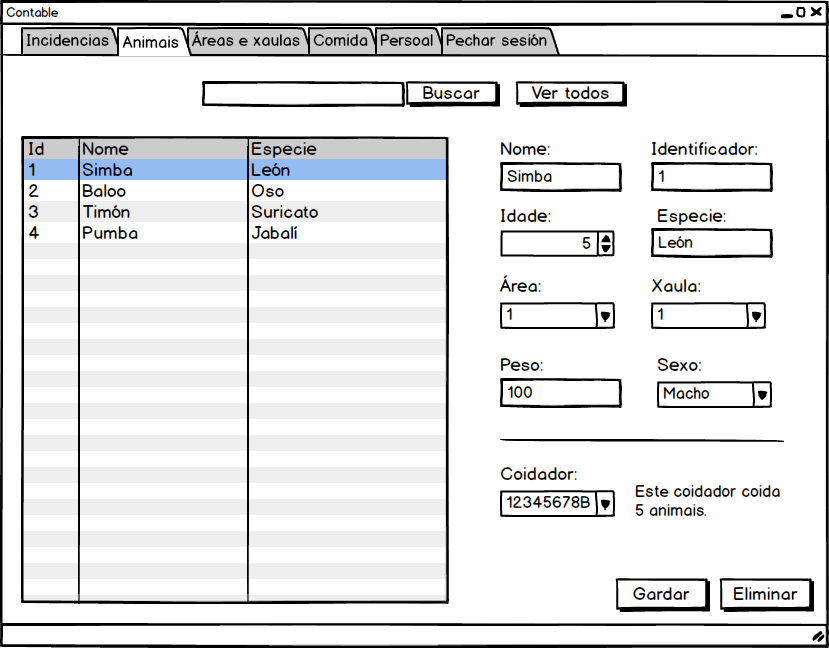 Contable
Incidencias Animais Áreas e xaulas Comida Persoal Pechar sesión
Buscar Ver todos
Id Nome Especie
1 Simba León
2 Baloo Oso
3 Timón Suricato
4 Pumba Jabalí
Nome: Identificador:
Simba 1
Idade: Especie:
5 León
Área: Xaula:
1 1
Peso: Sexo:
100 Macho
Coidador:
12345678B
Este coidador coida
5 animais.
Gardar Eliminar